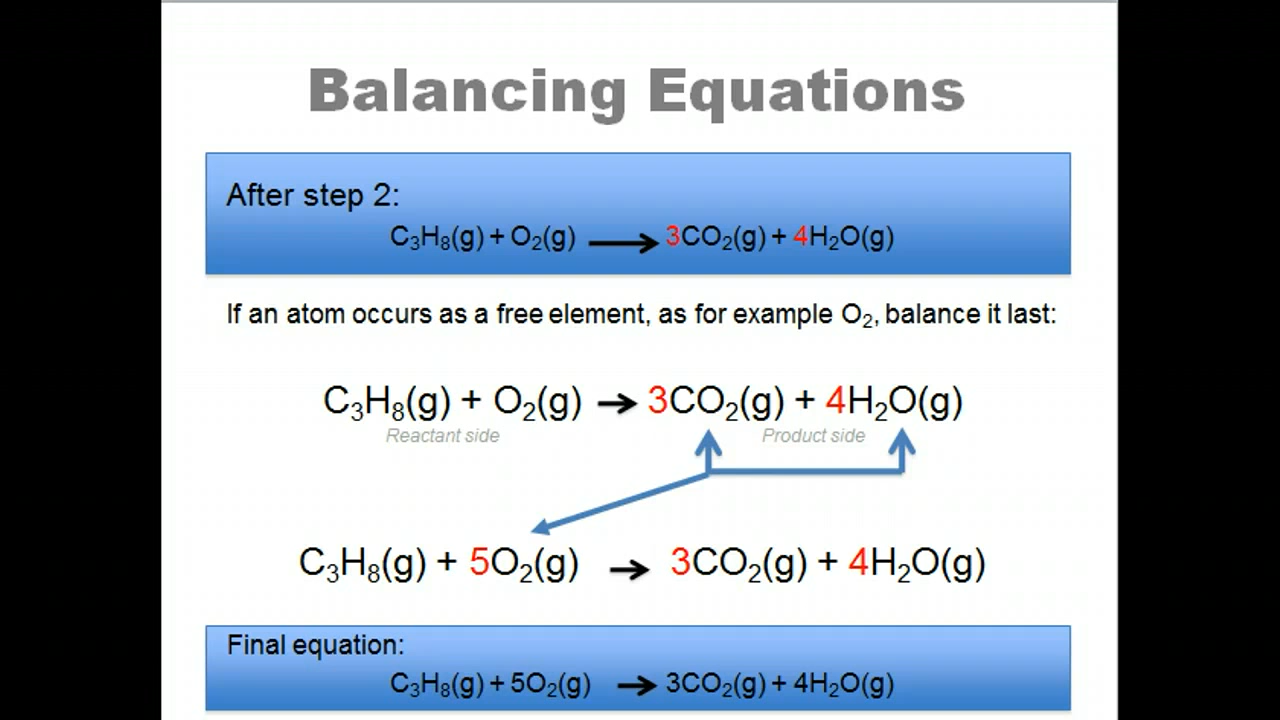 Balancing Equations
After step 2:
C₃H₈(g) + O₂(g) → 3CO₂(g) + 4H₂O(g)
If an atom occurs as a free element, as for example O₂, balance it last:
C₃H₈(g) + O₂(g) → 3CO₂(g) + 4H₂O(g)
Reactant side Product side
C₃H₈(g) + 5O₂(g) → 3CO₂(g) + 4H₂O(g)
Final equation:
C₃H₈(g) + 5O₂(g) → 3CO₂(g) + 4H₂O(g)